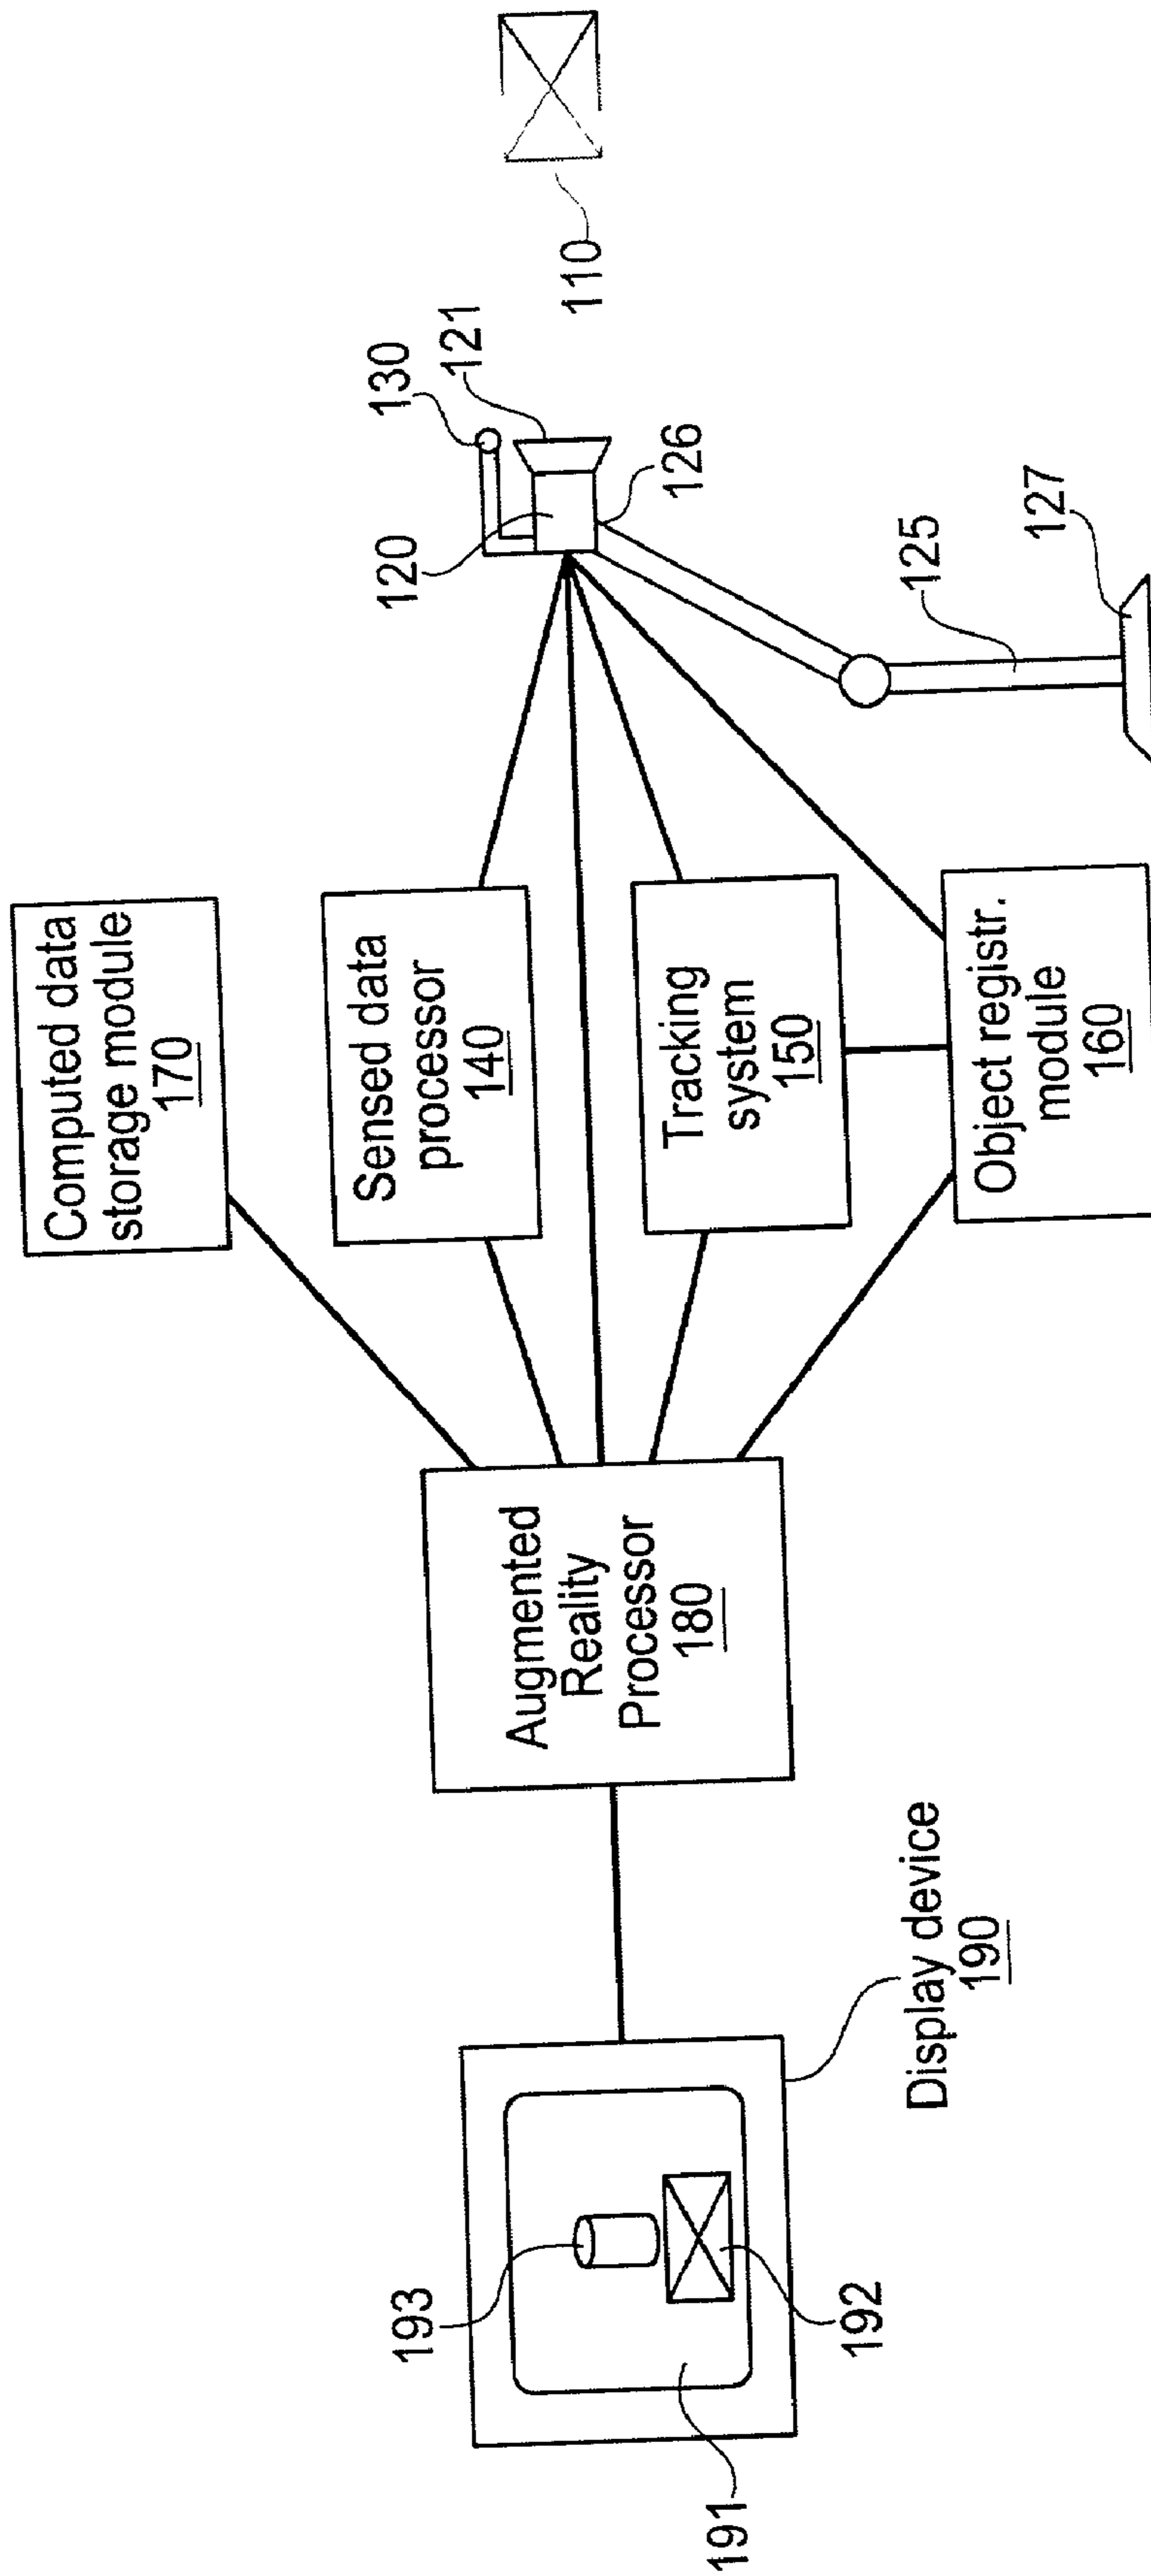 110
130
121
120
126
125
127
Computed data
storage module
170
Sensed data
processor
140
Tracking
system
150
Object registr.
module
160
Augmented
Reality
Processor
180
Display device
190
193
192
191